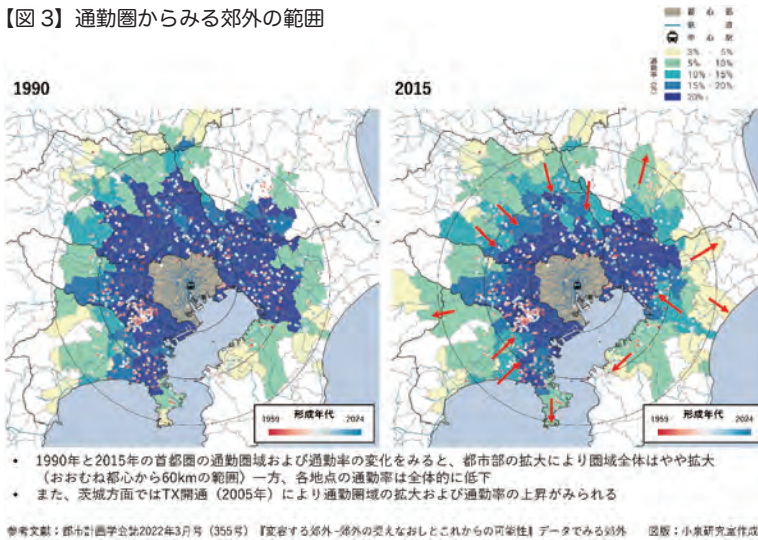 【図 3】通勤圏からみる郊外の範囲
都心部
鉄道
中心駅
通勤率(%)
3% - 5%
5% - 10%
10% - 15%
15% - 20%
20% -
1990
2015
形成年代
1959
2024
形成年代
1959
2024
• 1990年と2015年の首都圏の通勤圏域および通勤率の変化をみると、都市部の拡大により圏域全体はやや拡大
（おおむね都心から60kmの範囲）一方、各地点の通勤率は全体的に低下
• また、茨城方面ではTX開通（2005年）により通勤圏域の拡大および通勤率の上昇がみられる
参考文献：都市計画学会誌2022年3月号（355号）『変容する郊外-郊外の捉えなおしとこれからの可能性』データでみる郊外　図版：小泉研究室作成